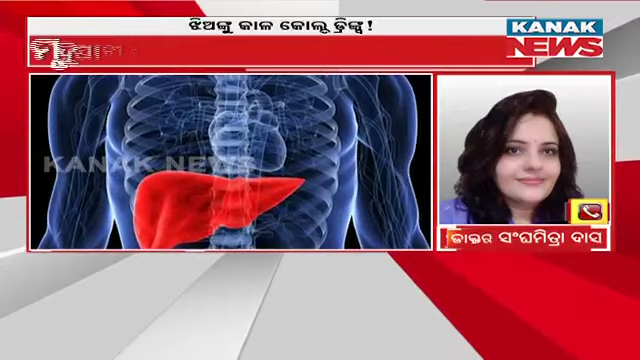 ଝିଅଙ୍କୁ କାଳ କୋଲ୍ଡ ଡ୍ରିଙ୍କ୍ସ!
KANAK
NEWS
KANAK NEWS
ଡାକ୍ତର ସଂଘମିତ୍ରା ଦାସ